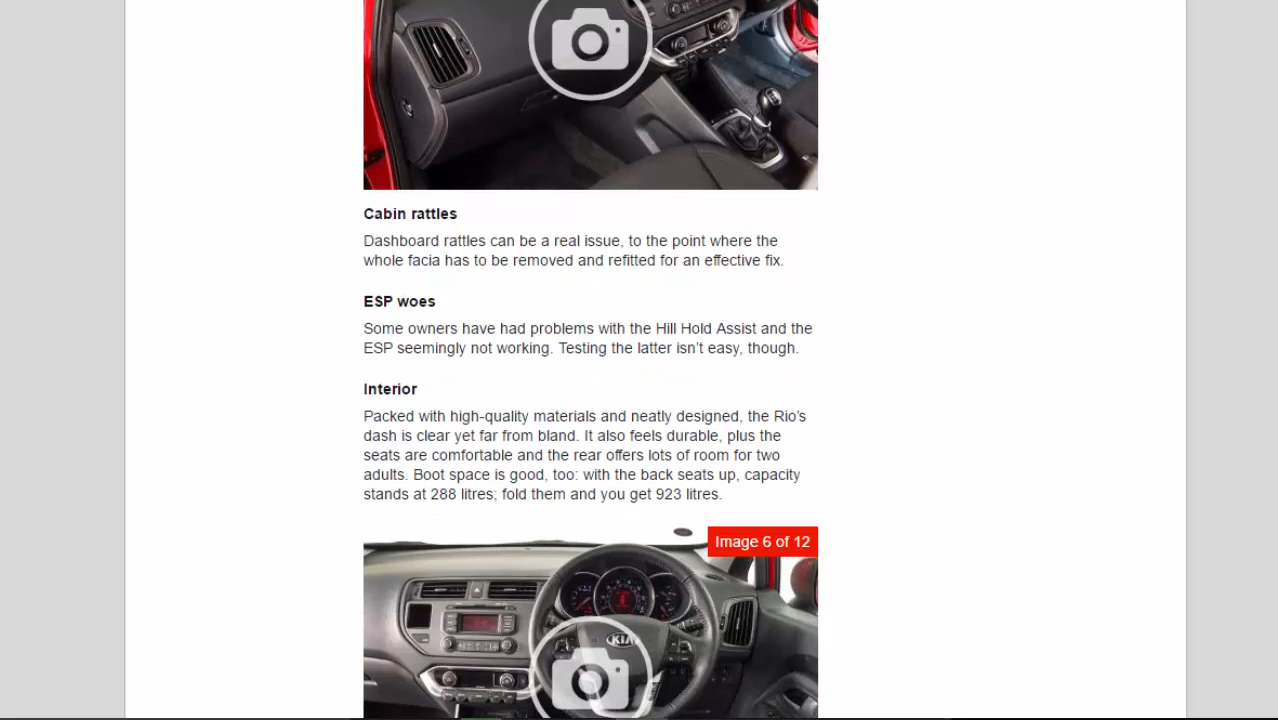 Cabin rattles
Dashboard rattles can be a real issue, to the point where the
whole facia has to be removed and refitted for an effective fix.
ESP woes
Some owners have had problems with the Hill Hold Assist and the
ESP seemingly not working. Testing the latter isn’t easy, though.
Interior
Packed with high-quality materials and neatly designed, the Rio’s
dash is clear yet far from bland. It also feels durable, plus the
seats are comfortable and the rear offers lots of room for two
adults. Boot space is good, too: with the back seats up, capacity
stands at 288 litres; fold them and you get 923 litres.
Image 6 of 12
KIA